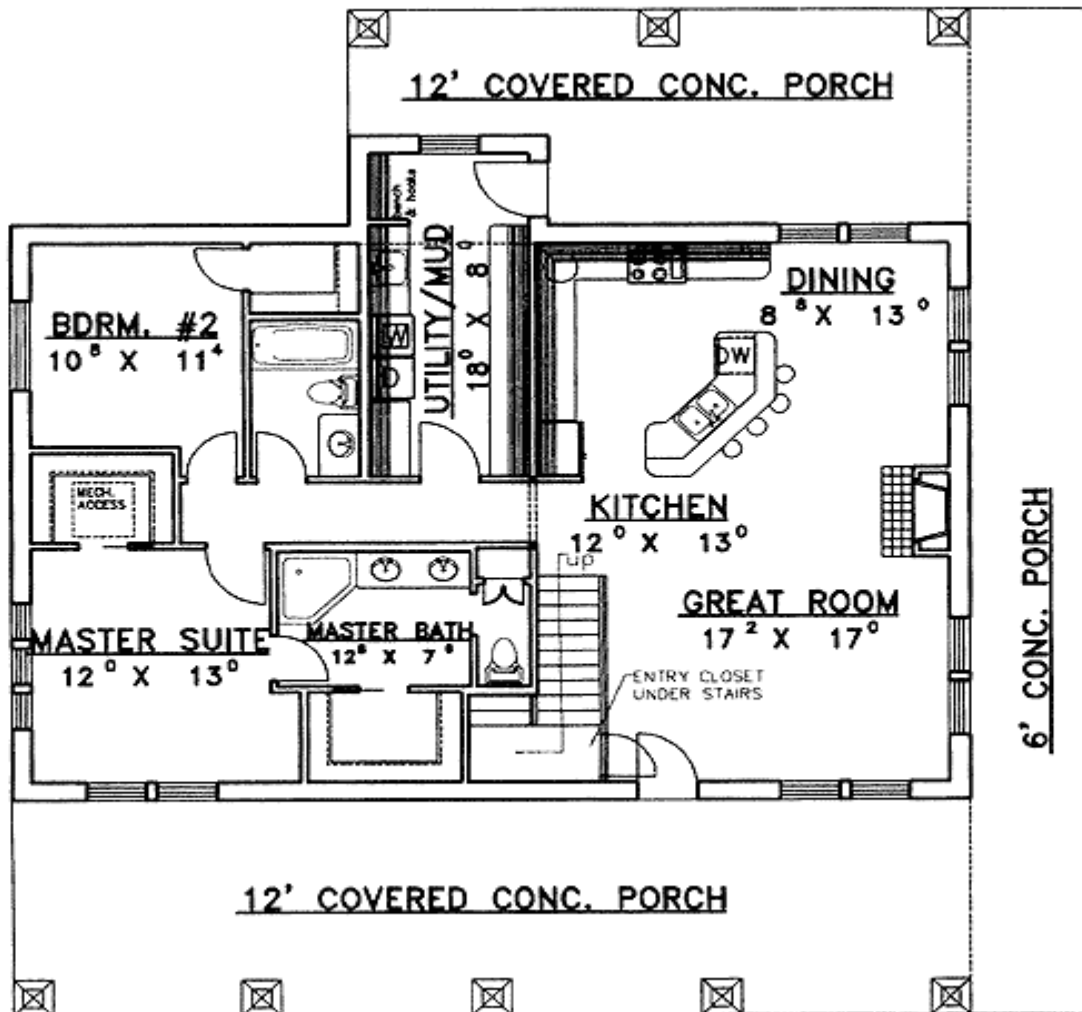 12' COVERED CONC. PORCH
bench
& hooks
UTILITY/MUD
18⁰ X 8⁰
DINING
8⁸ X 13⁰
BDRM. #2
10⁸ X 11⁴
W
D
DW
MECH.
ACCESS
KITCHEN
12⁰ X 13⁰
up
GREAT ROOM
17² X 17⁰
MASTER SUITE
12⁰ X 13⁰
MASTER BATH
12⁸ X 7⁸
ENTRY CLOSET
UNDER STAIRS
6' CONC. PORCH
12' COVERED CONC. PORCH